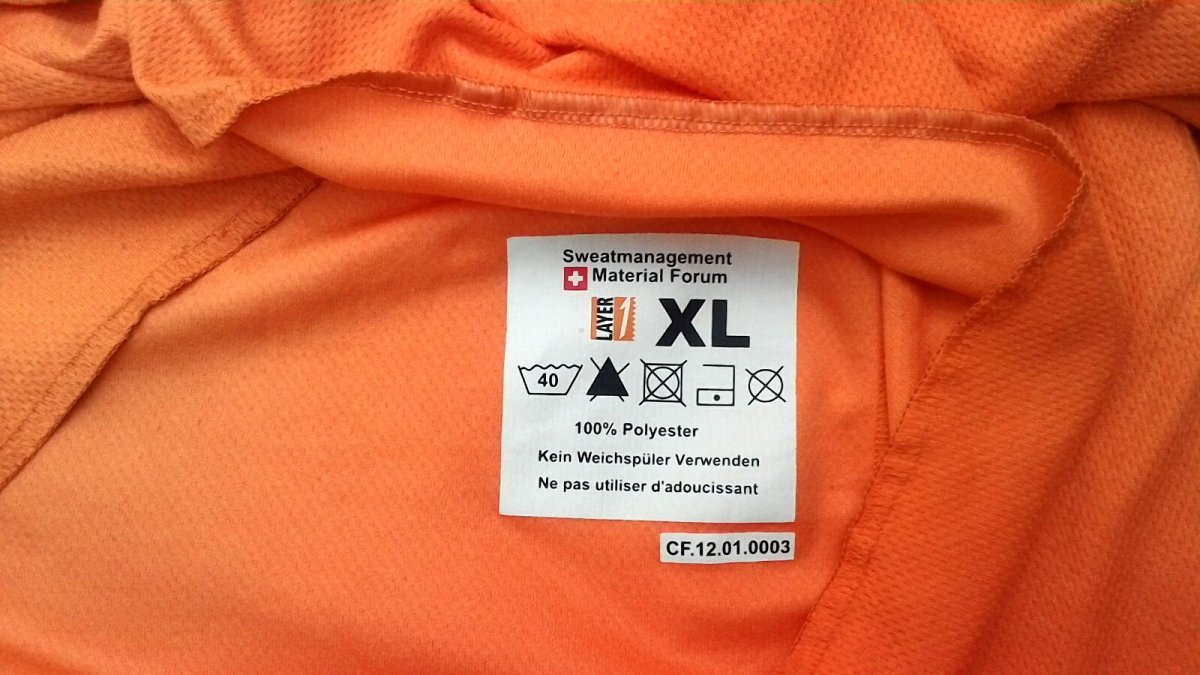 Sweatmanagement
Material Forum
LAYER 1 XL
40
100% Polyester
Kein Weichspüler Verwenden
Ne pas utiliser d'adoucissant
CF.12.01.0003